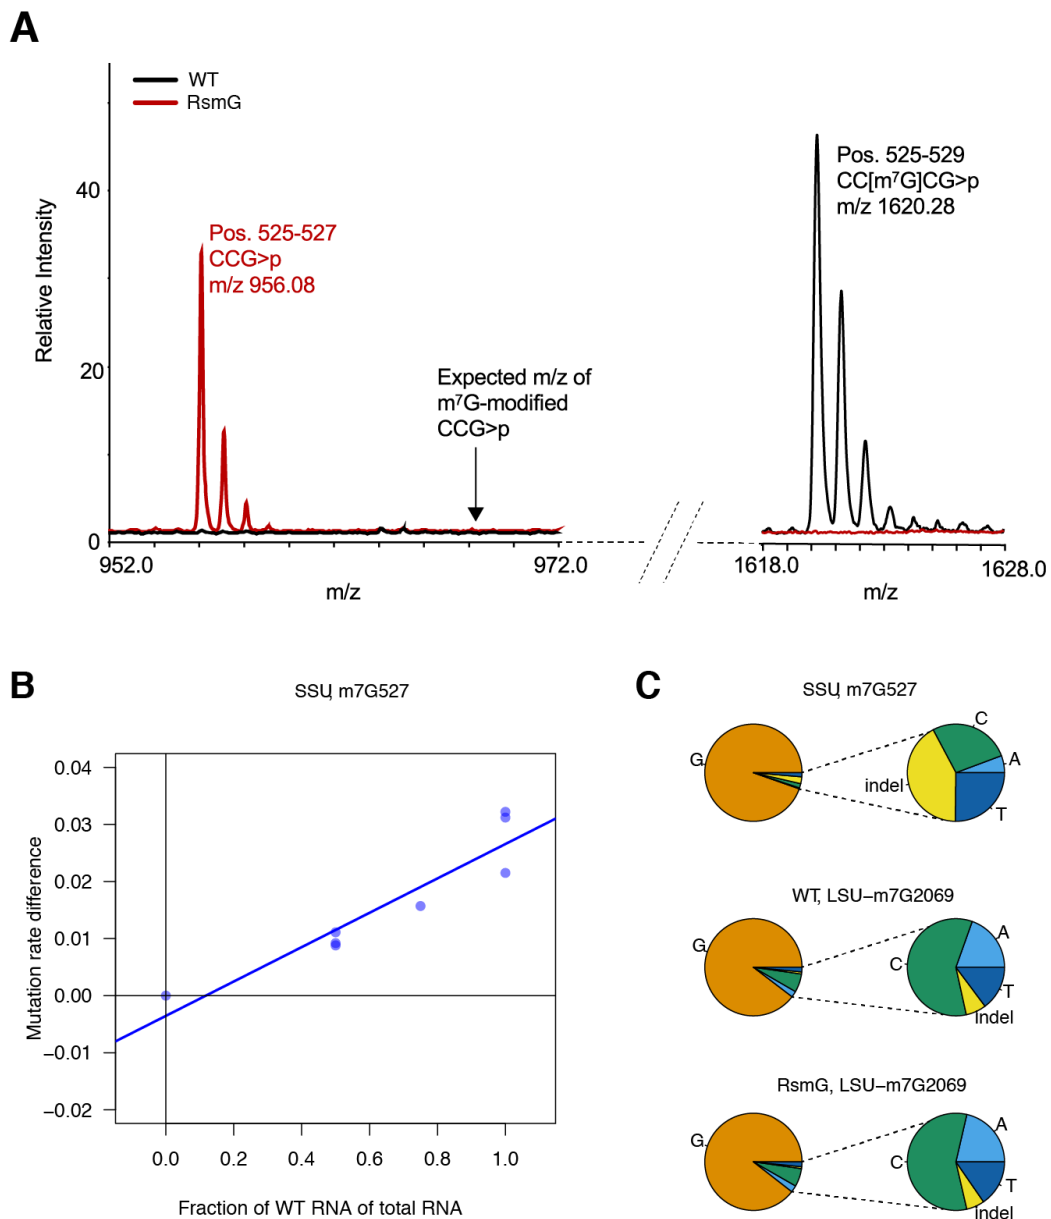 A
WT
RsmG
Relative Intensity
40
20
0
Pos. 525-527
CCG>p
m/z 956.08
Expected m/z of
m⁷G-modified
CCG>p
Pos. 525-529
CC[m⁷G]CG>p
m/z 1620.28
952.0
972.0
1618.0
1628.0
m/z
m/z
B
SSU, m7G527
Mutation rate difference
0.04
0.03
0.02
0.01
0.00
−0.01
−0.02
0.0
0.2
0.4
0.6
0.8
1.0
Fraction of WT RNA of total RNA
C
SSU, m7G527
G
C
A
indel
T
WT, LSU−m7G2069
G
A
C
T
indel
RsmG, LSU−m7G2069
G
A
C
T
indel